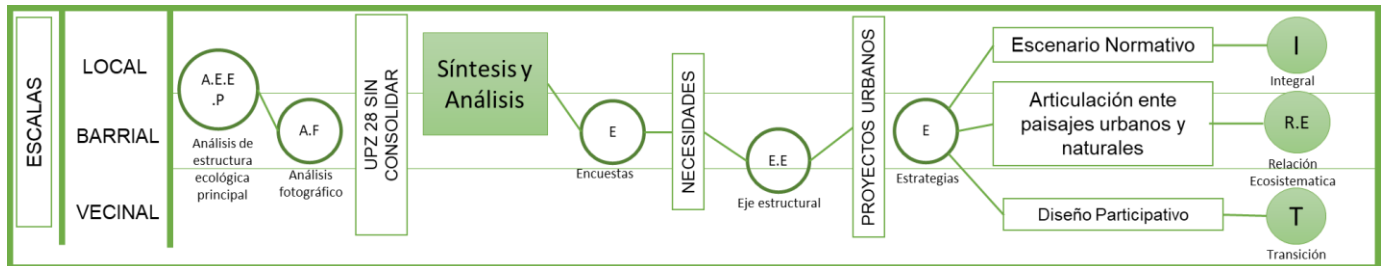 ESCALAS
LOCAL
BARRIAL
VECINAL
A.E.E
.P
Análisis de
estructura
ecológica
principal
A.F
Análisis
fotográfico
UPZ 28 SIN
CONSOLIDAR
Síntesis y
Análisis
E
Encuestas
NECESIDADES
E.E
Eje estructural
PROYECTOS URBANOS
E
Estrategias
Escenario Normativo
Articulación ente
paisajes urbanos y
naturales
Diseño Participativo
I
Integral
R.E
Relación
Ecosistematica
T
Transición